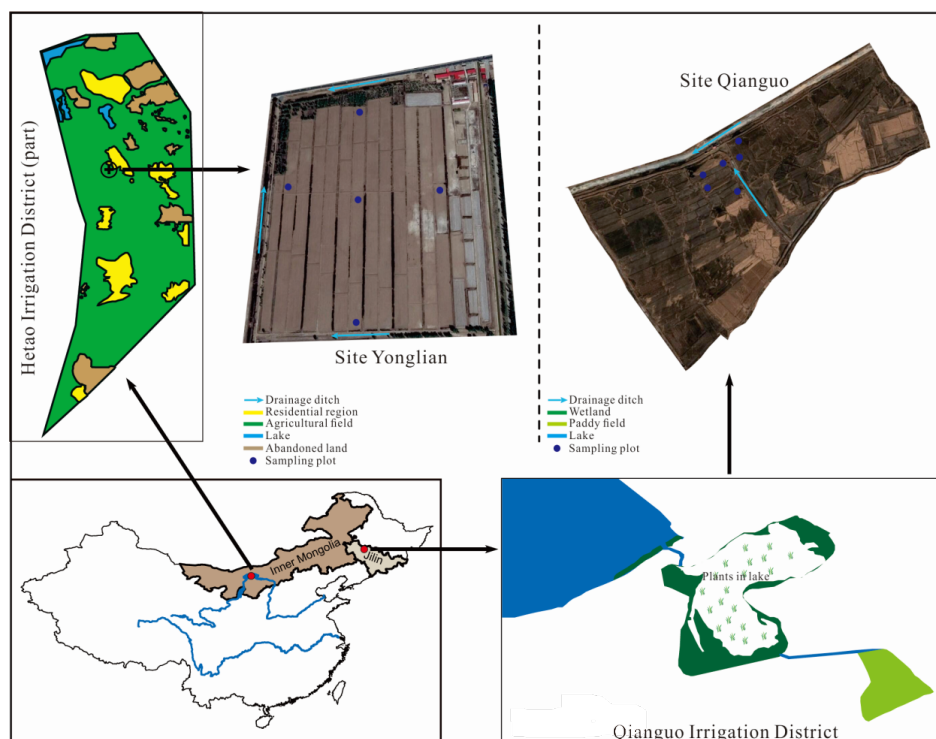 Hetao Irrigation District (part)
Site Yonglian
Site Qianguo
Drainage ditch
Residential region
Agricultural field
Lake
Abandoned land
Sampling plot
Drainage ditch
Wetland
Paddy field
Lake
Sampling plot
Inner Mongolia
Jilin
Plants in lake
Qianguo Irrigation District